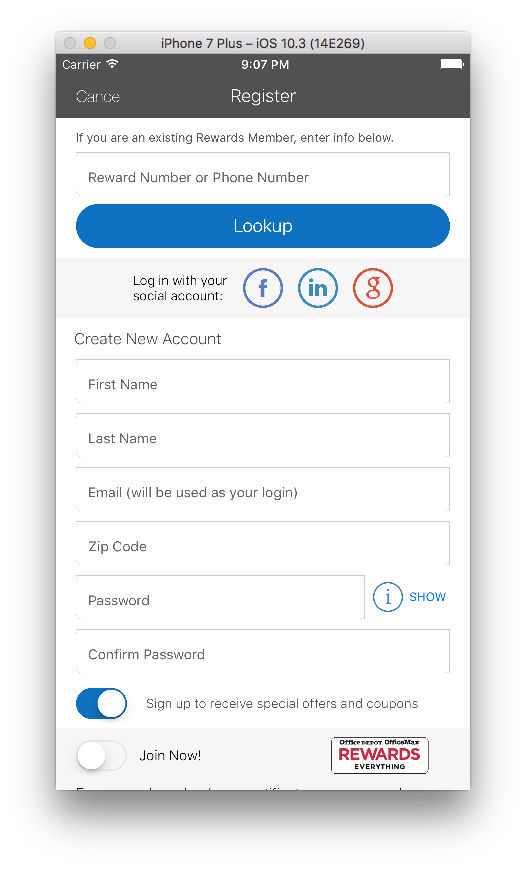 iPhone 7 Plus – iOS 10.3 (14E269)
Carrier 9:07 PM
Cance Register
If you are an existing Rewards Member, enter info below.
Reward Number or Phone Number
Lookup
Log in with your
social account:
f in g
Create New Account
First Name
Last Name
Email (will be used as your login)
Zip Code
Password i SHOW
Confirm Password
Sign up to receive special offers and coupons
Join Now!
Office DEPOT OfficeMax
REWARDS
EVERYTHING